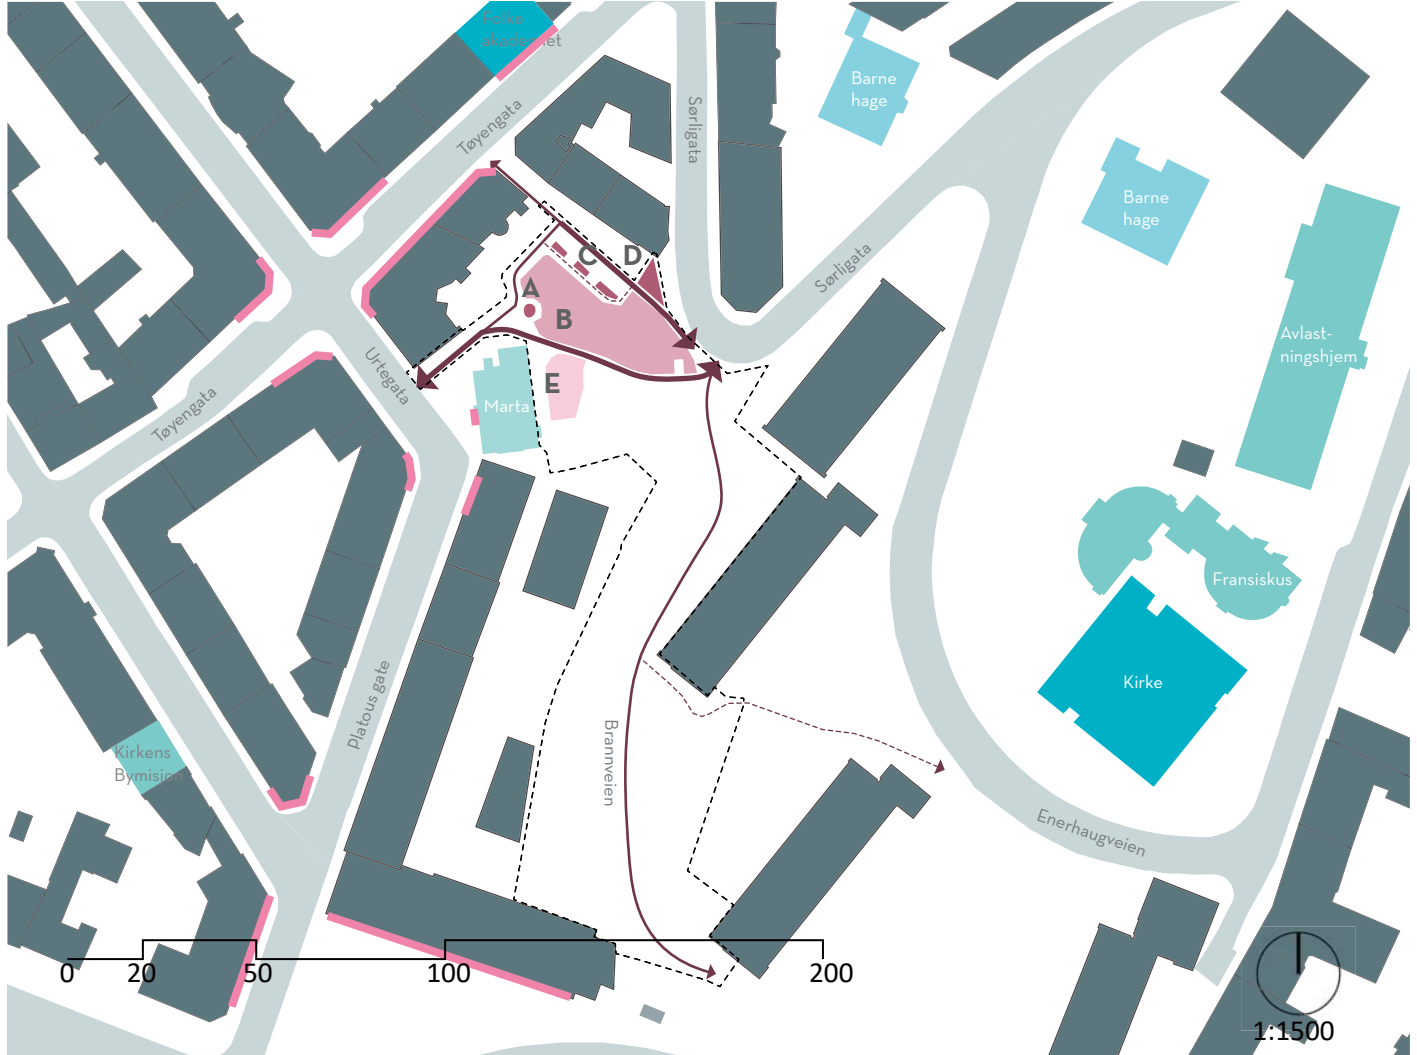 Folke
akademiet
Barne
hage
Tøyengata
Sørligata
Barne
hage
C
D
A
B
Sørligata
Avlast-
ningshjem
Urtegata
E
Marta
Tøyengata
Fransiskus
Kirke
Platous gate
Brannveien
Kirkens
Bymisjon
Enerhaugveien
0 20 50 100 200
1:1500